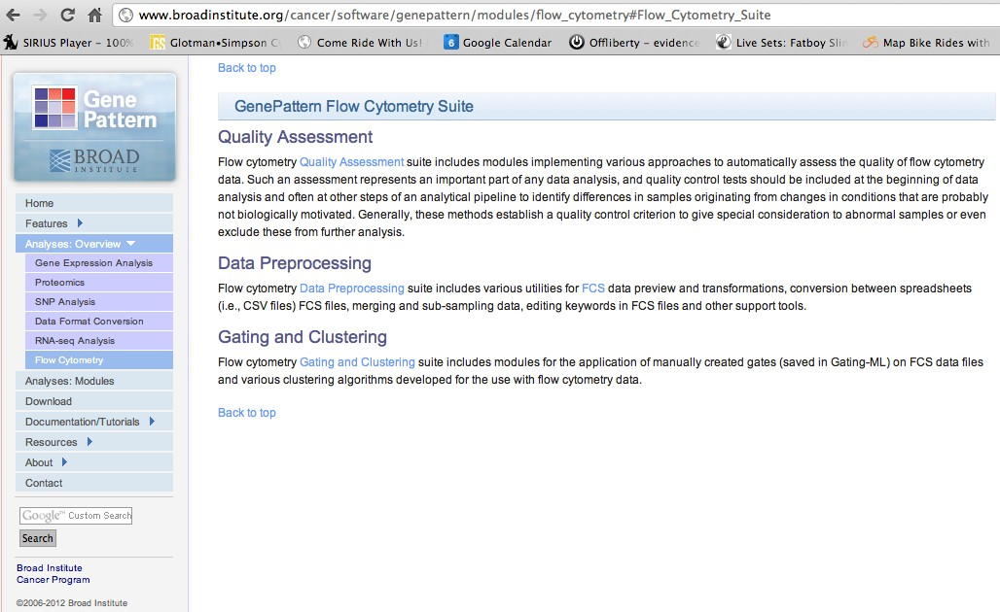 www.broadinstitute.org/cancer/software/genepattern/modules/flow_cytometry#Flow_Cytometry_Suite
SIRIUS Player – 100%
RS Glotman•Simpson C
Come Ride With Us!
6 Google Calendar
Offliberty – evidence
Live Sets: Fatboy Slin
Map Bike Rides with
Gene
Pattern
BROAD
INSTITUTE
Home
Features
Analyses: Overview
Gene Expression Analysis
Proteomics
SNP Analysis
Data Format Conversion
RNA-seq Analysis
Flow Cytometry
Analyses: Modules
Download
Documentation/Tutorials
Resources
About
Contact
Google™ Custom Search
Search
Broad Institute
Cancer Program
©2006-2012 Broad Institute
Back to top
GenePattern Flow Cytometry Suite
Quality Assessment
Flow cytometry Quality Assessment suite includes modules implementing various approaches to automatically assess the quality of flow cytometry
data. Such an assessment represents an important part of any data analysis, and quality control tests should be included at the beginning of data
analysis and often at other steps of an analytical pipeline to identify differences in samples originating from changes in conditions that are probably
not biologically motivated. Generally, these methods establish a quality control criterion to give special consideration to abnormal samples or even
exclude these from further analysis.
Data Preprocessing
Flow cytometry Data Preprocessing suite includes various utilities for FCS data preview and transformations, conversion between spreadsheets
(i.e., CSV files) FCS files, merging and sub-sampling data, editing keywords in FCS files and other support tools.
Gating and Clustering
Flow cytometry Gating and Clustering suite includes modules for the application of manually created gates (saved in Gating-ML) on FCS data files
and various clustering algorithms developed for the use with flow cytometry data.
Back to top